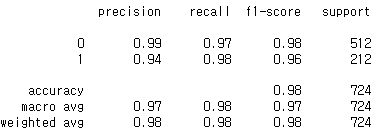 precision recall f1-score support
0 0.99 0.97 0.98 512
1 0.94 0.98 0.96 212
accuracy 0.98 724
macro avg 0.97 0.98 0.97 724
weighted avg 0.98 0.98 0.98 724